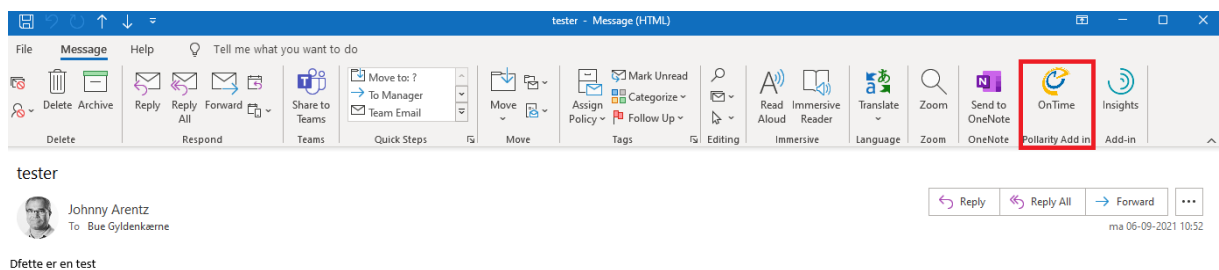 tester - Message (HTML)
File Message Help Tell me what you want to do
Delete Archive
Reply Reply All Forward
Share to Teams
Move to: ?
To Manager
Team Email
Move
Assign Policy
Mark Unread
Categorize
Follow Up
Read Aloud
Immersive Reader
Translate
Zoom
Send to OneNote
OnTime
Insights
Delete Respond Teams Quick Steps Move Tags Editing Immersive Language Zoom OneNote Pollarity Add in Add-in
tester
Johnny Arentz
To Bue Gyldenkærne
Reply Reply All Forward
ma 06-09-2021 10:52
Dfette er en test